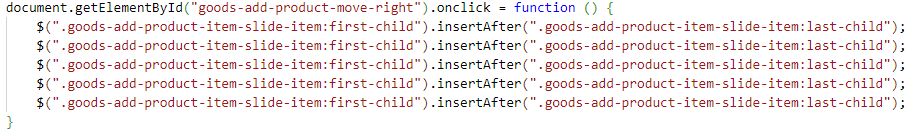 document.getElementById("goods-add-product-move-right").onclick = function () {
    $(".goods-add-product-item-slide-item:first-child").insertAfter(".goods-add-product-item-slide-item:last-child");
    $(".goods-add-product-item-slide-item:first-child").insertAfter(".goods-add-product-item-slide-item:last-child");
    $(".goods-add-product-item-slide-item:first-child").insertAfter(".goods-add-product-item-slide-item:last-child");
    $(".goods-add-product-item-slide-item:first-child").insertAfter(".goods-add-product-item-slide-item:last-child");
    $(".goods-add-product-item-slide-item:first-child").insertAfter(".goods-add-product-item-slide-item:last-child");
}